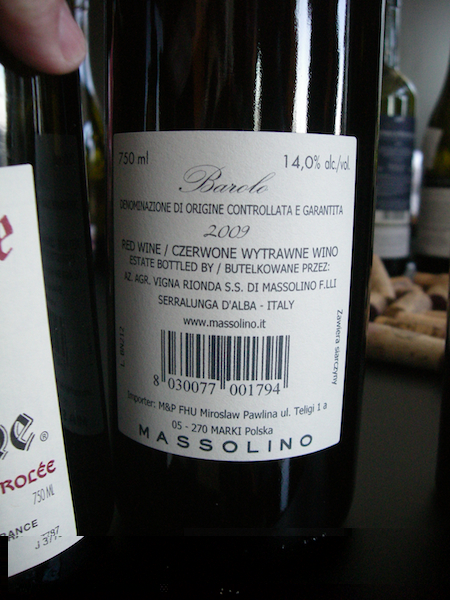 750 ml
14,0% alc./vol.
Barolo
DENOMINAZIONE DI ORIGINE CONTROLLATA E GARANTITA
2009
RED WINE / CZERWONE WYTRAWNE WINO
ESTATE BOTTLED BY / BUTELKOWANE PRZEZ:
AZ. AGR. VIGNA RIONDA S.S. DI MASSOLINO F.LLI
SERRALUNGA D'ALBA - ITALY
www.massolino.it
8 030077 001794
Importer: M&P FHU Miroslaw Pawlina ul. Teligi 1 a
05 - 270 MARKI Polska
MASSOLINO
Zawiera siarczyny
ROLÉE
750 ML